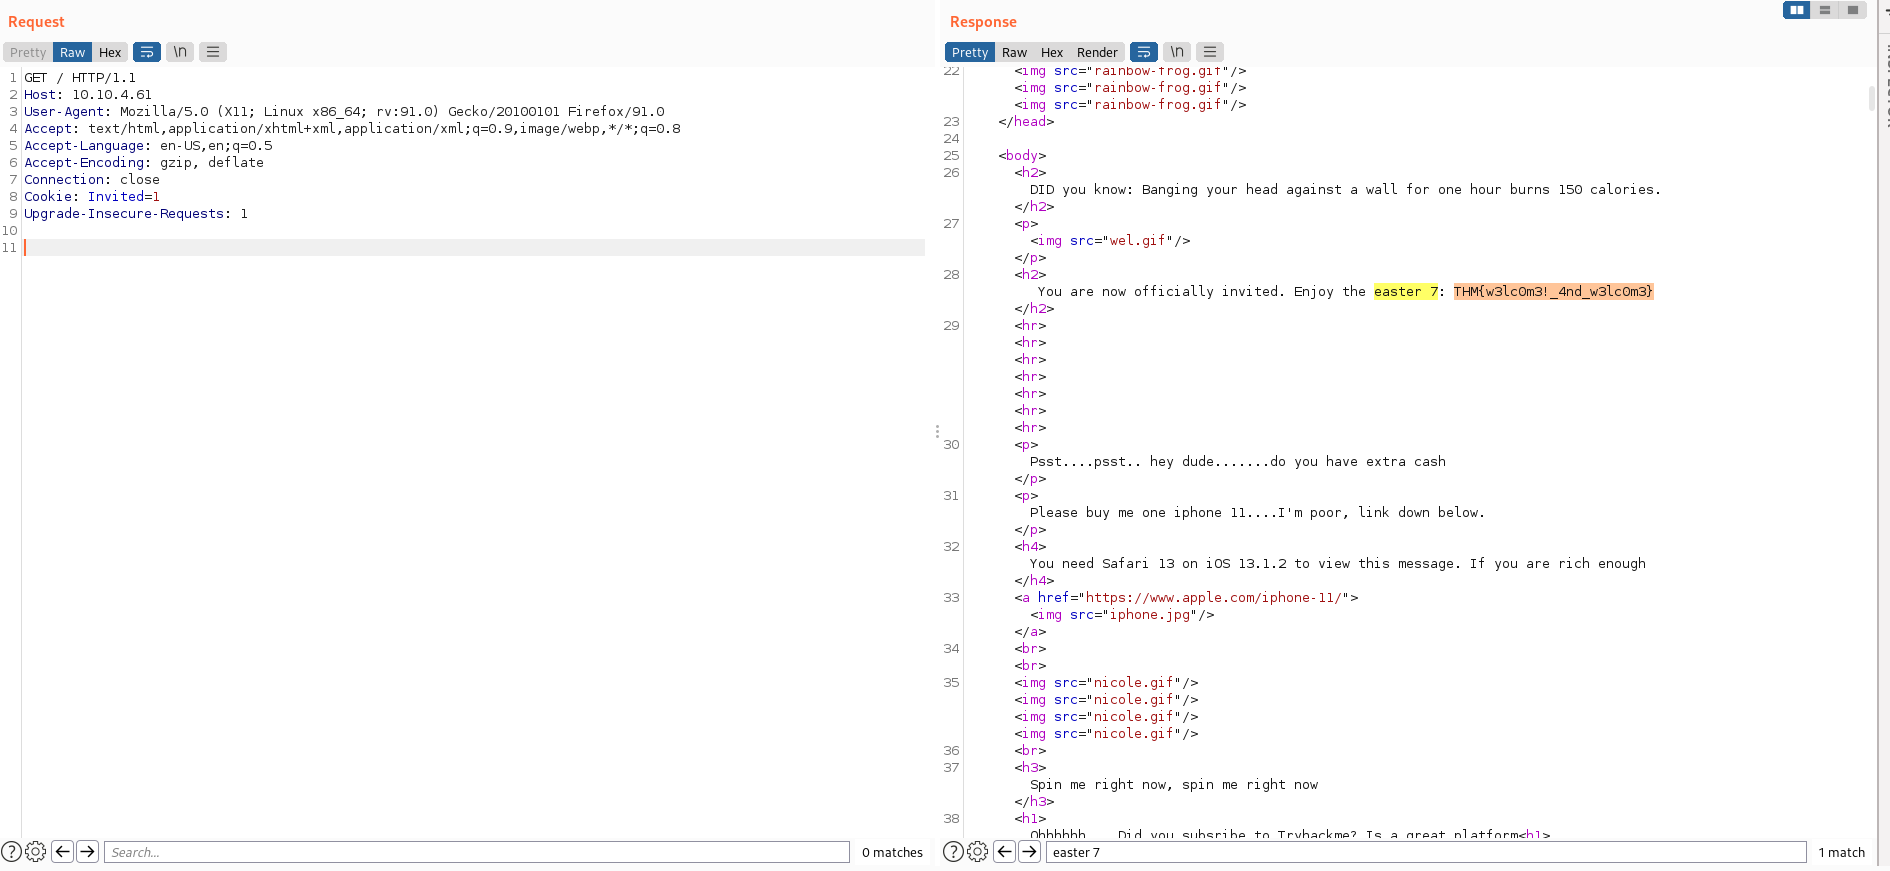 Request
Pretty Raw Hex \n
1 GET / HTTP/1.1
2 Host: 10.10.4.61
3 User-Agent: Mozilla/5.0 (X11; Linux x86_64; rv:91.0) Gecko/20100101 Firefox/91.0
4 Accept: text/html,application/xhtml+xml,application/xml;q=0.9,image/webp,*/*;q=0.8
5 Accept-Language: en-US,en;q=0.5
6 Accept-Encoding: gzip, deflate
7 Connection: close
8 Cookie: Invited=1
9 Upgrade-Insecure-Requests: 1
10
11
Search...
0 matches
Response
Pretty Raw Hex Render \n
22 <img src="rainbow-frog.gif"/>
<img src="rainbow-frog.gif"/>
<img src="rainbow-frog.gif"/>
23 </head>
24
25 <body>
26 <h2>
DID you know: Banging your head against a wall for one hour burns 150 calories.
</h2>
27 <p>
<img src="wel.gif"/>
</p>
28 <h2>
You are now officially invited. Enjoy the easter 7: THM{w3lc0m3!_4nd_w3lc0m3}
</h2>
29 <hr>
<hr>
<hr>
<hr>
<hr>
<hr>
<hr>
30 <p>
Psst....psst.. hey dude.......do you have extra cash
</p>
31 <p>
Please buy me one iphone 11....I'm poor, link down below.
</p>
32 <h4>
You need Safari 13 on iOS 13.1.2 to view this message. If you are rich enough
</h4>
33 <a href="https://www.apple.com/iphone-11/">
<img src="iphone.jpg"/>
</a>
34 <br>
<br>
35 <img src="nicole.gif"/>
<img src="nicole.gif"/>
<img src="nicole.gif"/>
<img src="nicole.gif"/>
36 <br>
37 <h3>
Spin me right now, spin me right now
</h3>
38 <h1>
Ohhhhhh.... Did you subsribe to Tryhackme? Is a great platform<h1>
easter 7
1 match